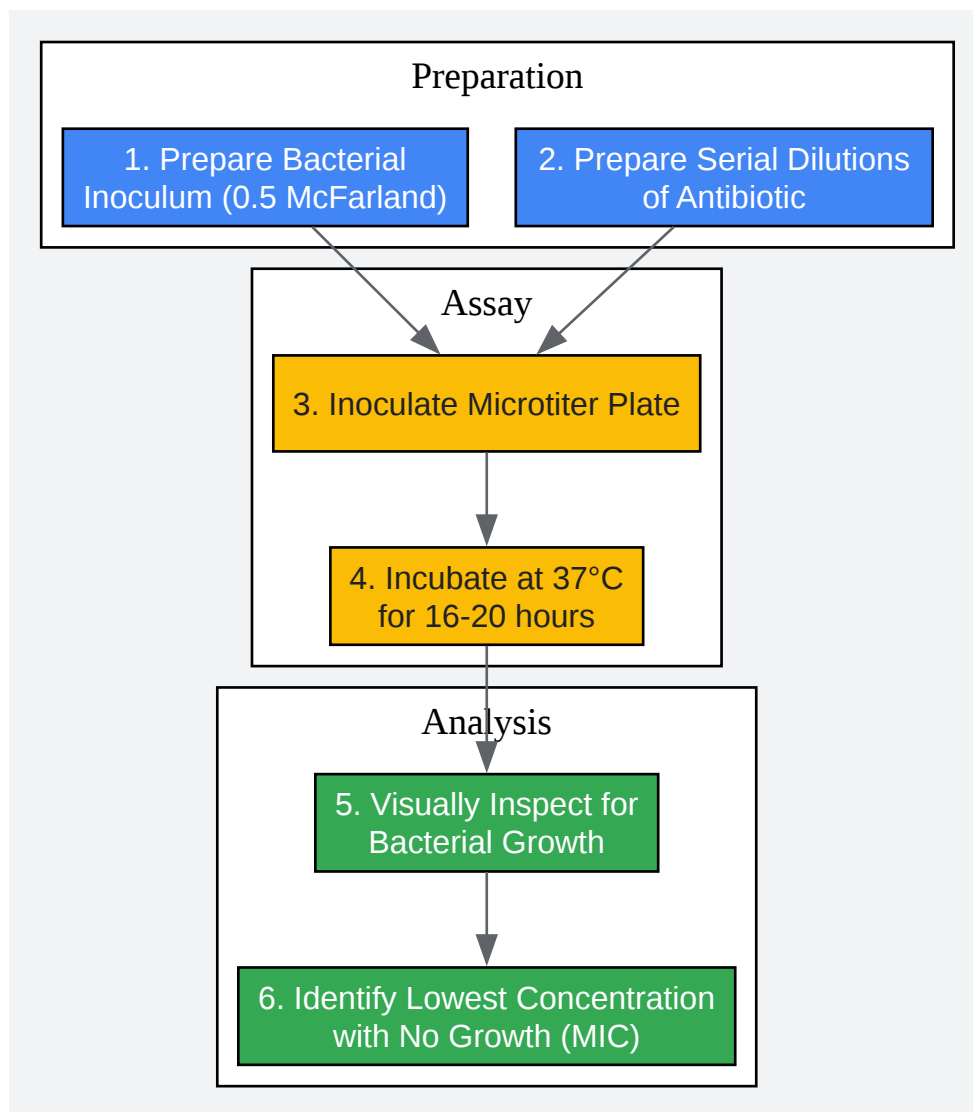 Preparation
1. Prepare Bacterial
Inoculum (0.5 McFarland)
2. Prepare Serial Dilutions
of Antibiotic
Assay
3. Inoculate Microtiter Plate
4. Incubate at 37°C
for 16-20 hours
Analysis
5. Visually Inspect for
Bacterial Growth
6. Identify Lowest Concentration
with No Growth (MIC)